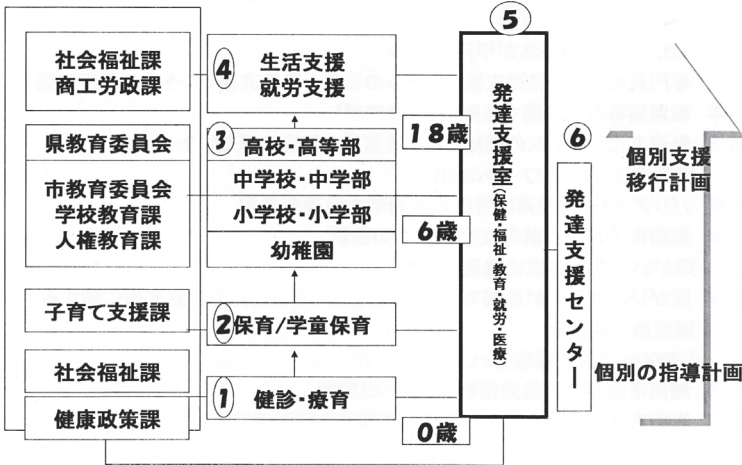 社会福祉課
商工労政課
県教育委員会
市教育委員会
学校教育課
人権教育課
子育て支援課
社会福祉課
健康政策課
④
生活支援
就労支援
③
高校・高等部
中学校・中学部
小学校・小学部
幼稚園
②保育/学童保育
①
健診・療育
18歳
6歳
0歳
⑤
発達支援室(保健・福祉・教育・就労・医療)
⑥
発達支援センター
個別支援
移行計画
個別の指導計画